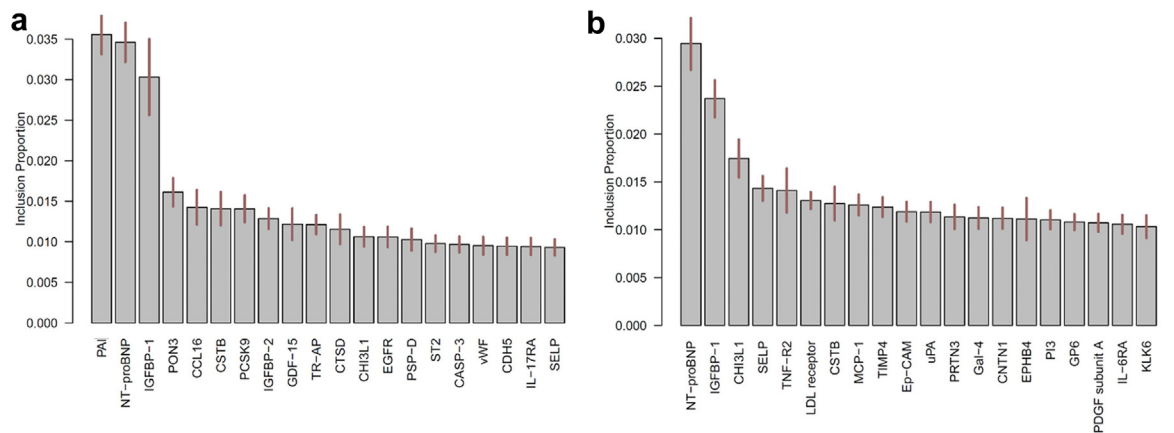 a
Inclusion Proportion
0.035
0.030
0.025
0.020
0.015
0.010
0.005
0.000
PAI
NT−proBNP
IGFBP−1
PON3
CCL16
CSTB
PCSK9
IGFBP−2
GDF−15
TR−AP
CTSD
CHI3L1
EGFR
PSP−D
ST2
CASP−3
vWF
CDH5
IL−17RA
SELP
b
Inclusion Proportion
0.030
0.025
0.020
0.015
0.010
0.005
0.000
NT−proBNP
IGFBP−1
CHI3L1
SELP
TNF−R2
LDL receptor
CSTB
MCP−1
TIMP4
Ep−CAM
uPA
PRTN3
Gal−4
CNTN1
EPHB4
PI3
GP6
PDGF subunit A
IL−6RA
KLK6